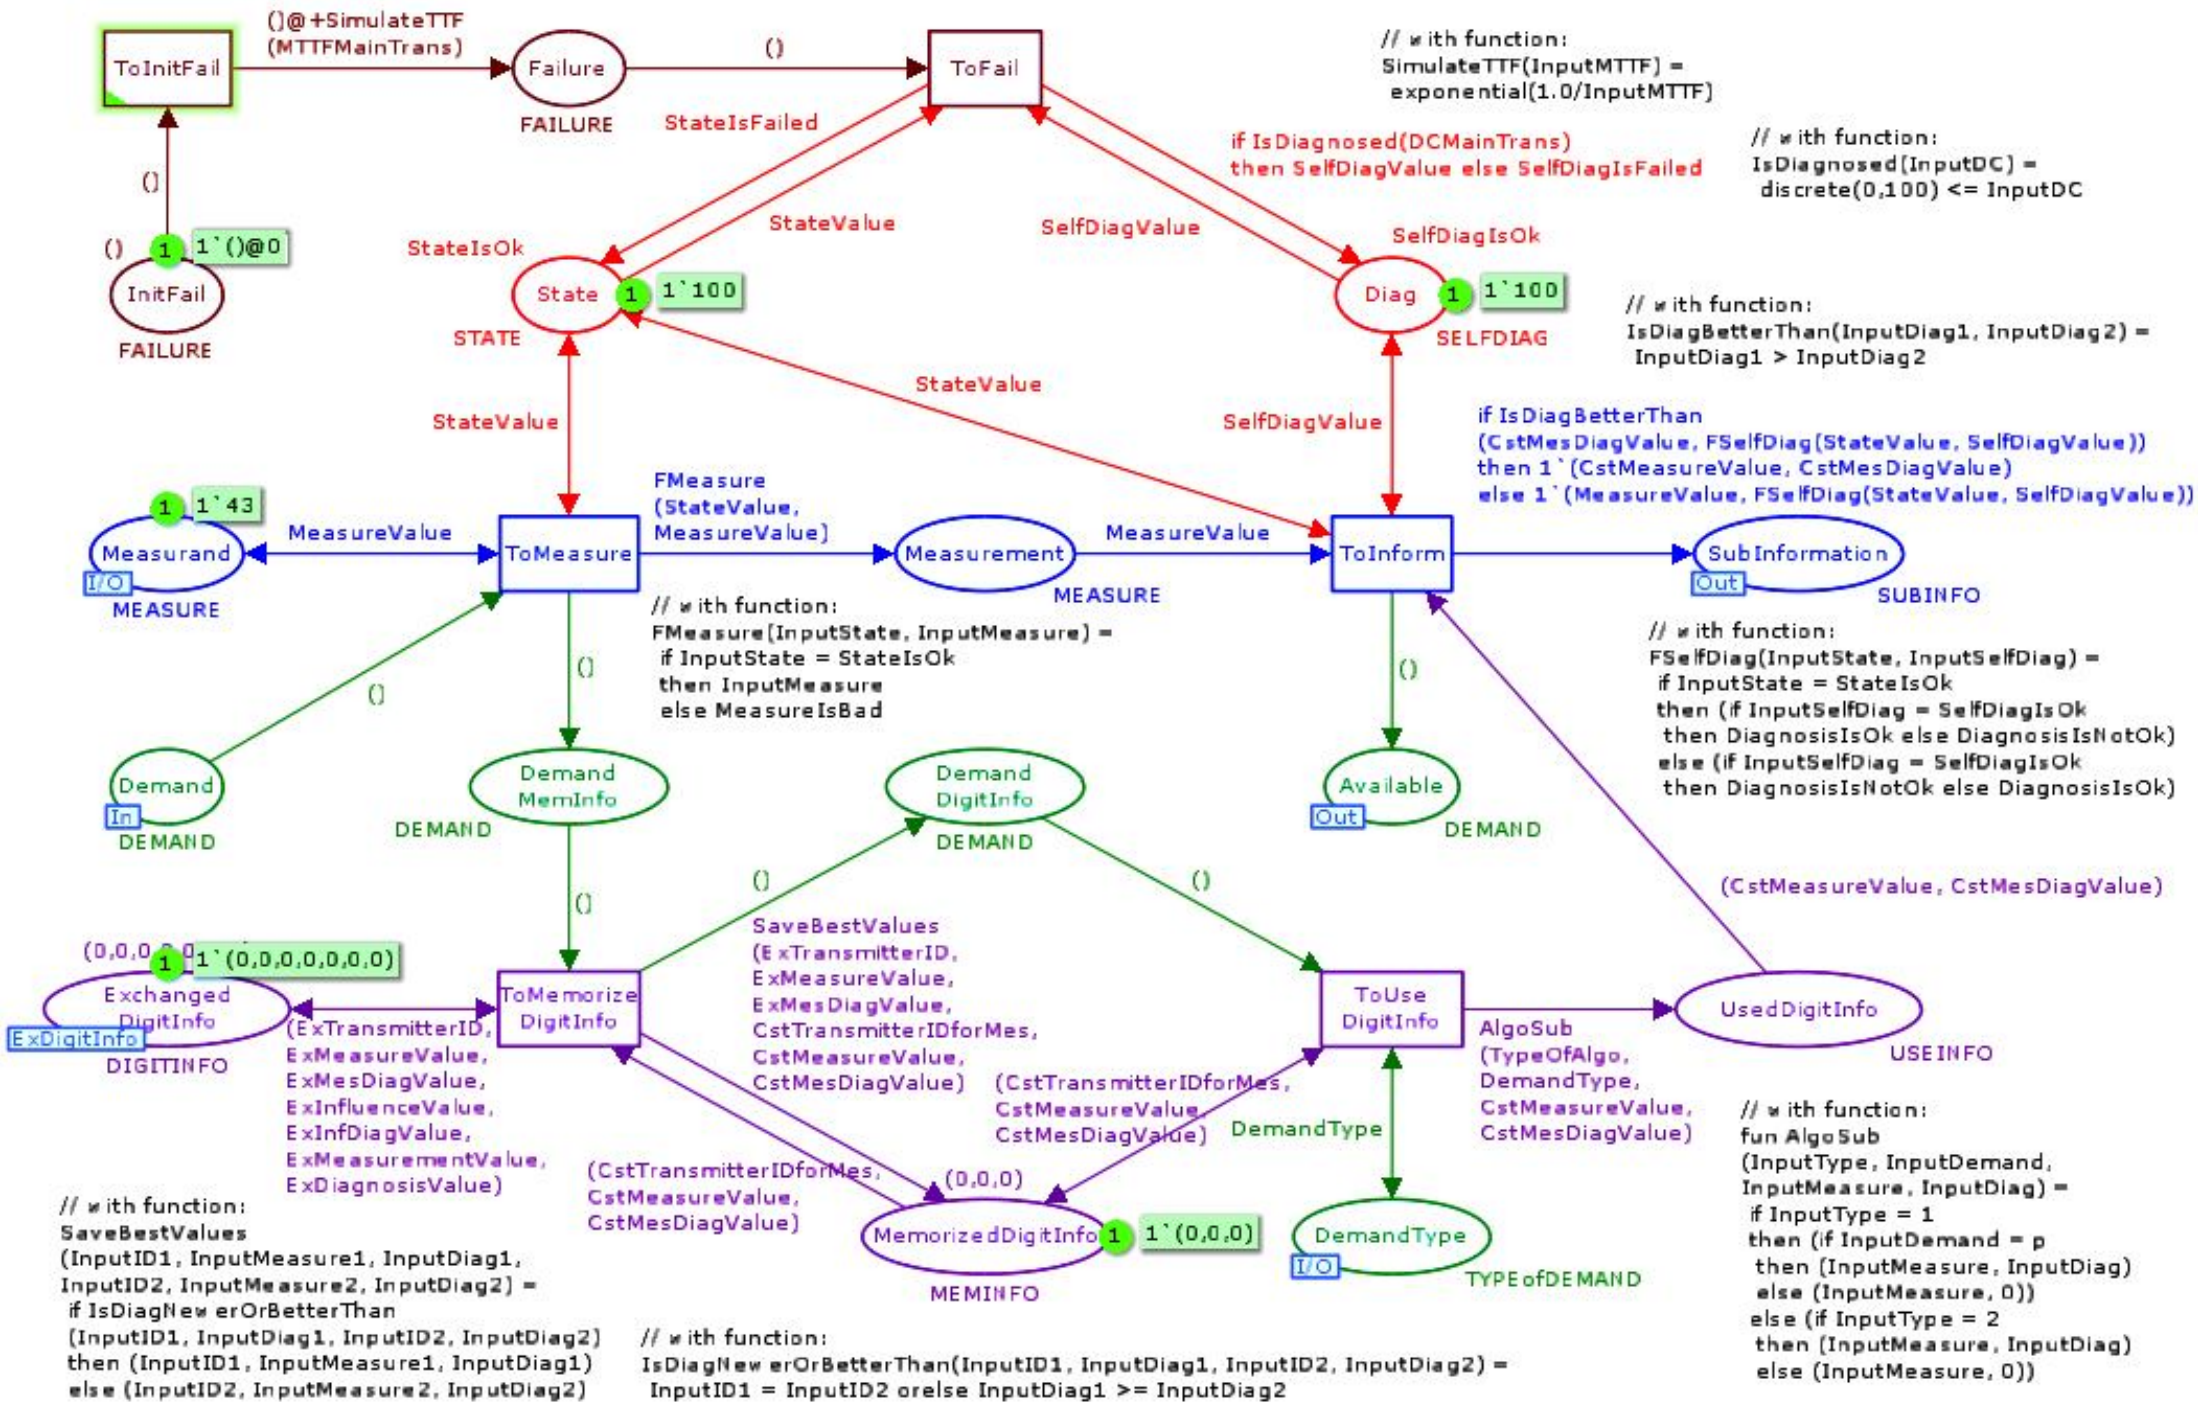 ()@+SimulateTTF
(MTTFMainTrans)
ToInitFail
Failure
FAILURE
()
ToFail
// with function:
SimulateTTF(InputMTTF) =
exponential(1.0/InputMTTF)
StateIsFailed
if IsDiagnosed(DCMainTrans)
then SelfDiagValue else SelfDiagIsFailed
// with function:
IsDiagnosed(InputDC) =
discrete(0,100) <= InputDC
()
()
1
1`()@0
InitFail
FAILURE
StateIsOk
StateValue
SelfDiagValue
SelfDiagIsOk
State
1
1`100
STATE
Diag
1
1`100
SELFDIAG
// with function:
IsDiagBetterThan(InputDiag1, InputDiag2) =
InputDiag1 > InputDiag2
StateValue
StateValue
SelfDiagValue
if IsDiagBetterThan
(CstMesDiagValue, FSelfDiag(StateValue, SelfDiagValue))
then 1`(CstMeasureValue, CstMesDiagValue)
else 1`(MeasureValue, FSelfDiag(StateValue, SelfDiagValue))
1
1`43
Measurand
I/O
MEASURE
MeasureValue
ToMeasure
FMeasure
(StateValue,
MeasureValue)
Measurement
MEASURE
MeasureValue
ToInform
SubInformation
Out
SUBINFO
// with function:
FMeasure(InputState, InputMeasure) =
if InputState = StateIsOk
then InputMeasure
else MeasureIsBad
// with function:
FSelfDiag(InputState, InputSelfDiag) =
if InputState = StateIsOk
then (if InputSelfDiag = SelfDiagIsOk
then DiagnosisIsOk else DiagnosisIsNotOk)
else (if InputSelfDiag = SelfDiagIsOk
then DiagnosisIsNotOk else DiagnosisIsOk)
()
()
()
Demand
In
DEMAND
Demand
MemInfo
DEMAND
Demand
DigitInfo
DEMAND
Available
Out
DEMAND
()
()
()
(CstMeasureValue, CstMesDiagValue)
(0,0,0,0,0
1
1`(0,0,0,0,0,0,0)
Exchanged
DigitInfo
ExDigitInfo
DIGITINFO
(ExTransmitterID,
ExMeasureValue,
ExMesDiagValue,
ExInfluenceValue,
ExInfDiagValue,
ExMeasurementValue,
ExDiagnosisValue)
ToMemorize
DigitInfo
SaveBestValues
(ExTransmitterID,
ExMeasureValue,
ExMesDiagValue,
CstTransmitterIDforMes,
CstMeasureValue,
CstMesDiagValue)
(CstTransmitterIDforMes,
CstMeasureValue,
CstMesDiagValue)
ToUse
DigitInfo
AlgoSub
(TypeOfAlgo,
DemandType,
CstMeasureValue,
CstMesDiagValue)
UsedDigitInfo
USEINFO
DemandType
(CstTransmitterIDforMes,
CstMeasureValue,
CstMesDiagValue)
(0,0,0)
MemorizedDigitInfo
1
1`(0,0,0)
MEMINFO
DemandType
I/O
TYPEofDEMAND
// with function:
fun AlgoSub
(InputType, InputDemand,
InputMeasure, InputDiag) =
if InputType = 1
then (if InputDemand = p
then (InputMeasure, InputDiag)
else (InputMeasure, 0))
else (if InputType = 2
then (InputMeasure, InputDiag)
else (InputMeasure, 0))
// with function:
SaveBestValues
(InputID1, InputMeasure1, InputDiag1,
InputID2, InputMeasure2, InputDiag2) =
if IsDiagNewerOrBetterThan
(InputID1, InputDiag1, InputID2, InputDiag2)
then (InputID1, InputMeasure1, InputDiag1)
else (InputID2, InputMeasure2, InputDiag2)
// with function:
IsDiagNewerOrBetterThan(InputID1, InputDiag1, InputID2, InputDiag2) =
InputID1 = InputID2 orelse InputDiag1 >= InputDiag2